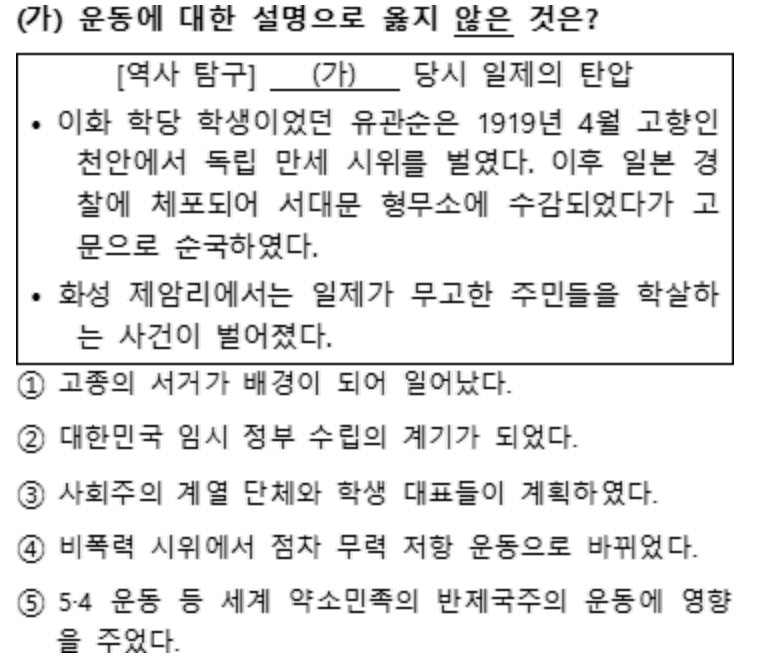 (가) 운동에 대한 설명으로 옳지 않은 것은?
[역사 탐구] (가) 당시 일제의 탄압
• 이화 학당 학생이었던 유관순은 1919년 4월 고향인
천안에서 독립 만세 시위를 벌였다. 이후 일본 경
찰에 체포되어 서대문 형무소에 수감되었다가 고
문으로 순국하였다.
• 화성 제암리에서는 일제가 무고한 주민들을 학살하
는 사건이 벌어졌다.
① 고종의 서거가 배경이 되어 일어났다.
② 대한민국 임시 정부 수립의 계기가 되었다.
③ 사회주의 계열 단체와 학생 대표들이 계획하였다.
④ 비폭력 시위에서 점차 무력 저항 운동으로 바뀌었다.
⑤ 5·4 운동 등 세계 약소민족의 반제국주의 운동에 영향
을 주었다.